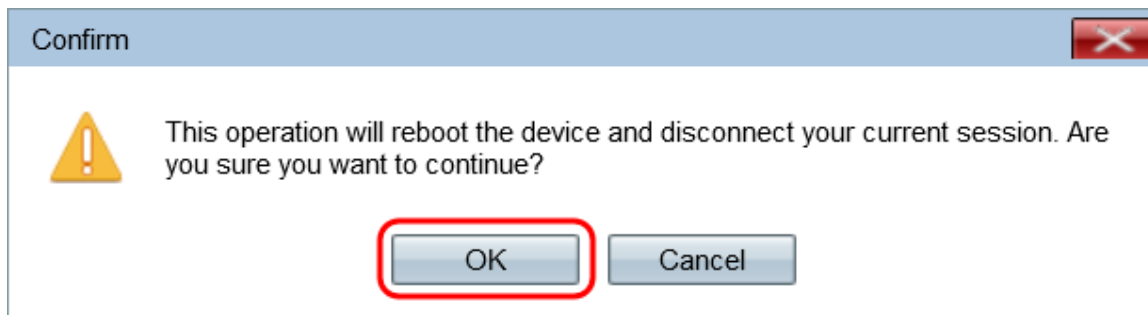 Confirm
This operation will reboot the device and disconnect your current session. Are
you sure you want to continue?
OK
Cancel